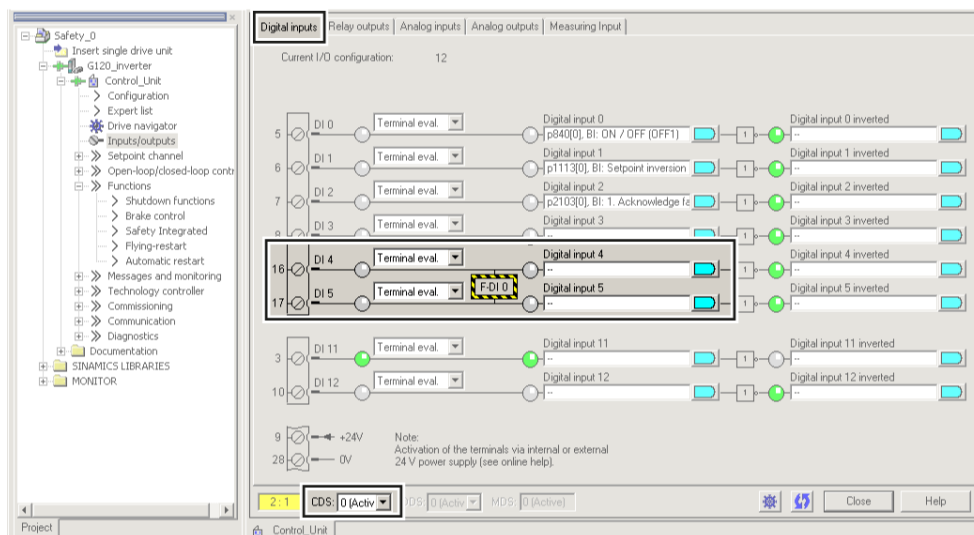 Safety_0
Insert single drive unit
G120_inverter
Control_Unit
Configuration
Expert list
Drive navigator
Inputs/outputs
Setpoint channel
Open-loop/closed-loop contr
Functions
Shutdown functions
Brake control
Safety Integrated
Flying-restart
Automatic restart
Messages and monitoring
Technology controller
Commissioning
Communication
Diagnostics
Documentation
SINAMICS LIBRARIES
MONITOR
Project
Digital inputs Relay outputs Analog inputs Analog outputs Measuring Input
Current I/O configuration: 12
Digital input 0 Digital input 0 inverted
5 DI 0 Terminal eval. p840[0], BI: ON / OFF (OFF1) 1 --
Digital input 1 Digital input 1 inverted
6 DI 1 Terminal eval. p1113[0], BI: Setpoint inversion 1 --
Digital input 2 Digital input 2 inverted
7 DI 2 Terminal eval. p2103[0], BI: 1. Acknowledge fa 1 --
Digital input 3 Digital input 3 inverted
8 DI 3 Terminal eval. -- 1 --
Digital input 4 Digital input 4 inverted
16 DI 4 Terminal eval. -- 1 --
F-DI 0
Digital input 5 Digital input 5 inverted
17 DI 5 Terminal eval. -- 1 --
Digital input 11 Digital input 11 inverted
3 DI 11 Terminal eval. -- 1 --
Digital input 12 Digital input 12 inverted
10 DI 12 Terminal eval. -- 1 --
9 +24V Note:
Activation of the terminals via internal or external
28 0V 24 V power supply (see online help).
2:1 CDS: 0 (Activ DDS: 0 (Activ MDS: 0 (Active) Close Help
Control_Unit